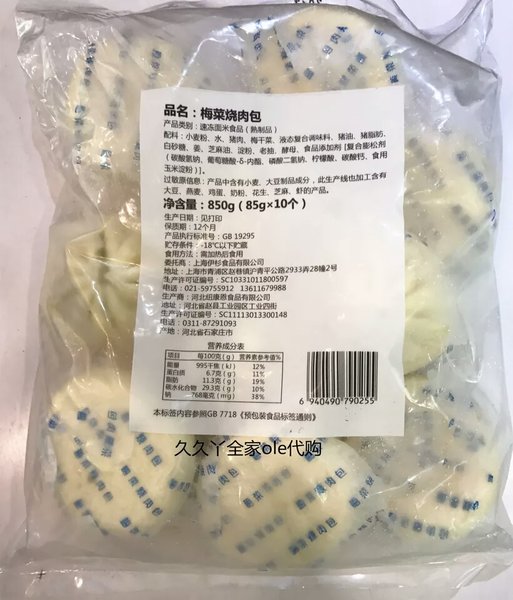 品名：梅菜烧肉包
产品类别：速冻面米食品（熟制品）
配料：小麦粉、水、猪肉、梅干菜、液态复合调味料、猪油、猪脂肪、
白砂糖、姜、芝麻油、淀粉、老抽、酵母、食品添加剂[复合膨松剂
(碳酸氢钠、葡萄糖酸-δ-内酯、磷酸二氢钠、柠檬酸、碳酸钙、食用
玉米淀粉)]。
过敏原信息：产品中含有小麦、大豆制品成分，此生产线也加工含有
大豆、燕麦、鸡蛋、奶粉、花生、芝麻、虾的产品。
净含量：850g（85g×10个）
生产日期：见打印
保质期：12个月
产品执行标准号：GB 19295
贮存条件：-18℃以下贮藏
食用方法：需加热后食用
委托商：上海伊杉食品有限公司
地址：上海市青浦区赵巷镇沪青平公路2933弄28幢2号
生产许可证编号：SC10331011800597
电话：021-59755912 13611679988
生产商：河北纽康恩食品有限公司
地址：河北省赵县工业园区工业四街
生产许可证编号：SC11113013300148
电话：0311-87291093
产地：河北省石家庄市
营养成分表
项目 每100克(g) 营养素参考值%
能量 995千焦(kJ) 12%
蛋白质 6.7克(g) 11%
脂肪 11.3克(g) 19%
碳水化合物 29.3克(g) 10%
钠 768毫克(mg) 38%
6 940490 790255
本标签内容参照GB 7718《预包装食品标签通则》
久久丫全家ole代购